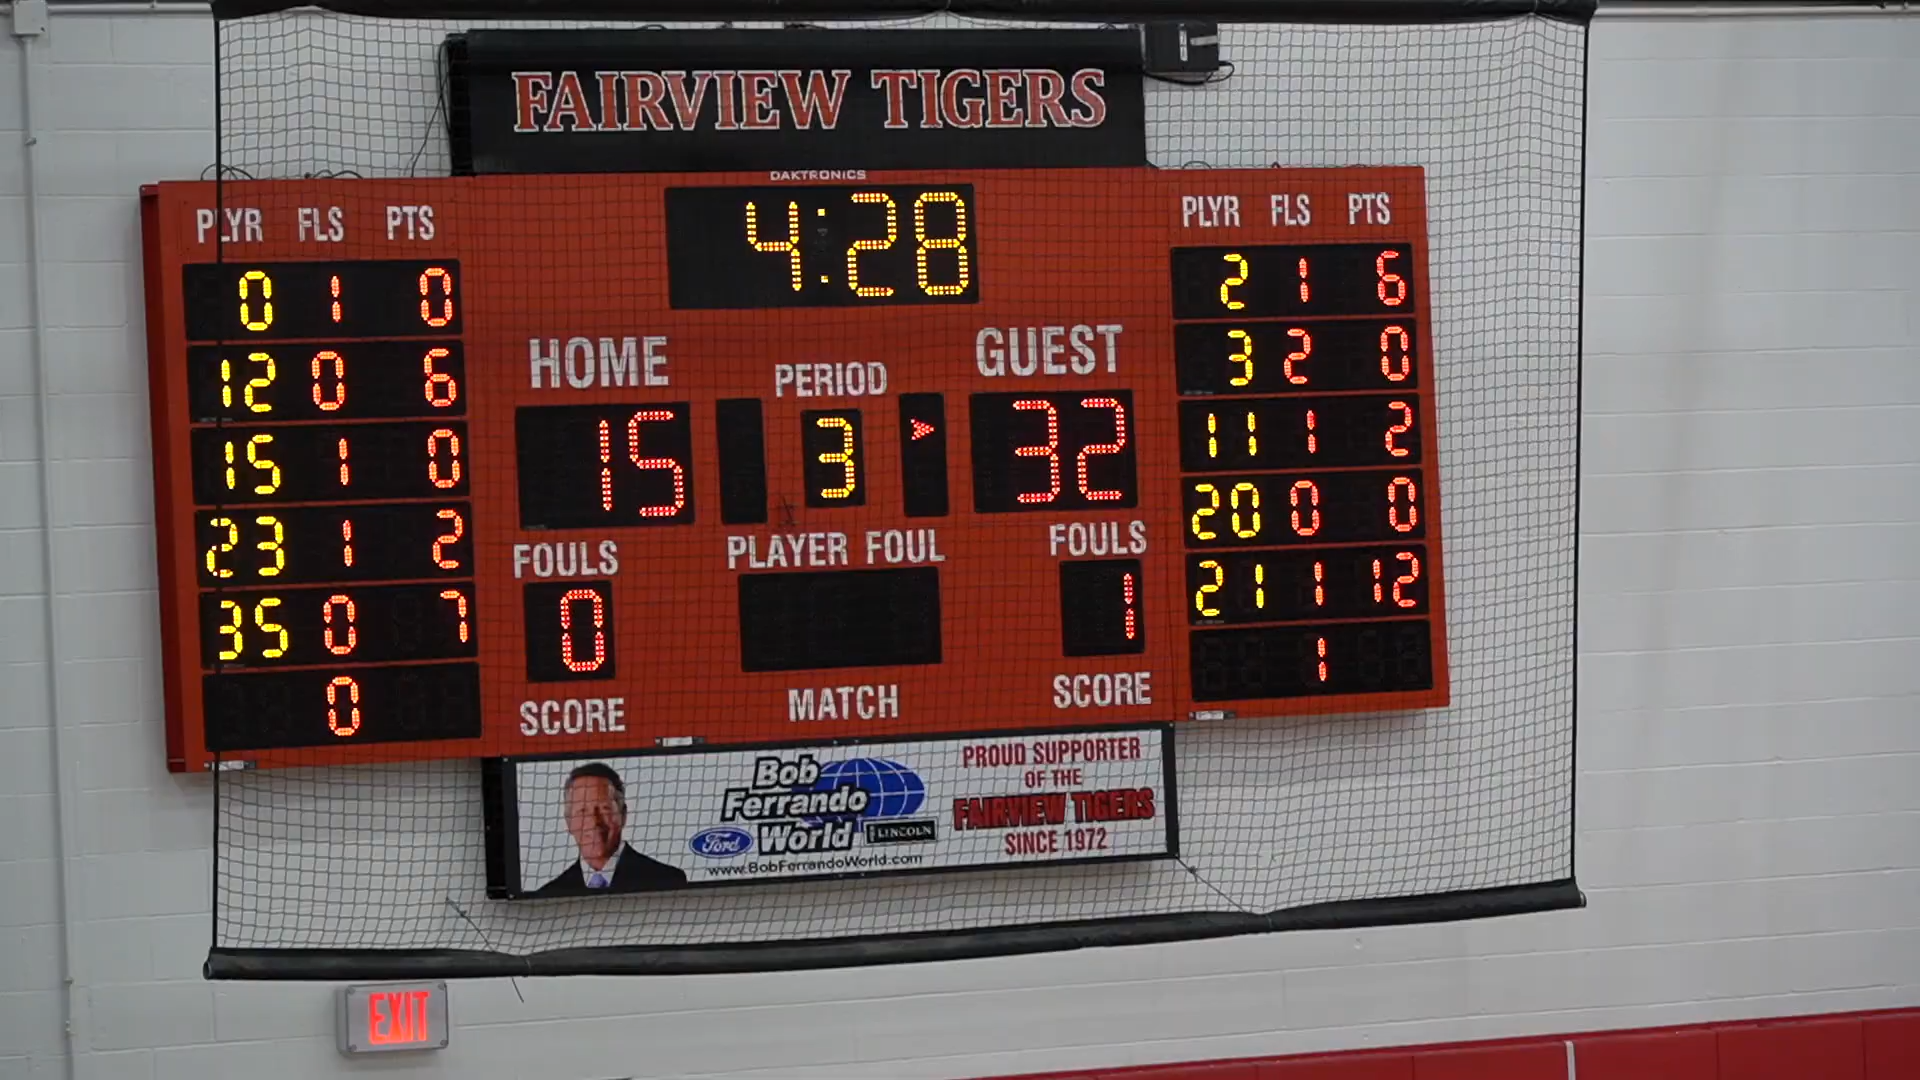 FAIRVIEW TIGERS
DAKTRONICS
4:28
PLYR FLS PTS
0 1 0
12 0 6
15 1 0
23 1 2
35 0 7
0
HOME
15
PERIOD
3
GUEST
32
FOULS
0
PLAYER FOUL
FOULS
1
SCORE
MATCH
SCORE
PLYR FLS PTS
2 1 6
3 2 0
11 1 2
20 0 0
21 1 12
1
Bob
Ferrando
World
Ford
LINCOLN
www.BobFerrandoWorld.com
PROUD SUPPORTER
OF THE
FAIRVIEW TIGERS
SINCE 1972
EXIT